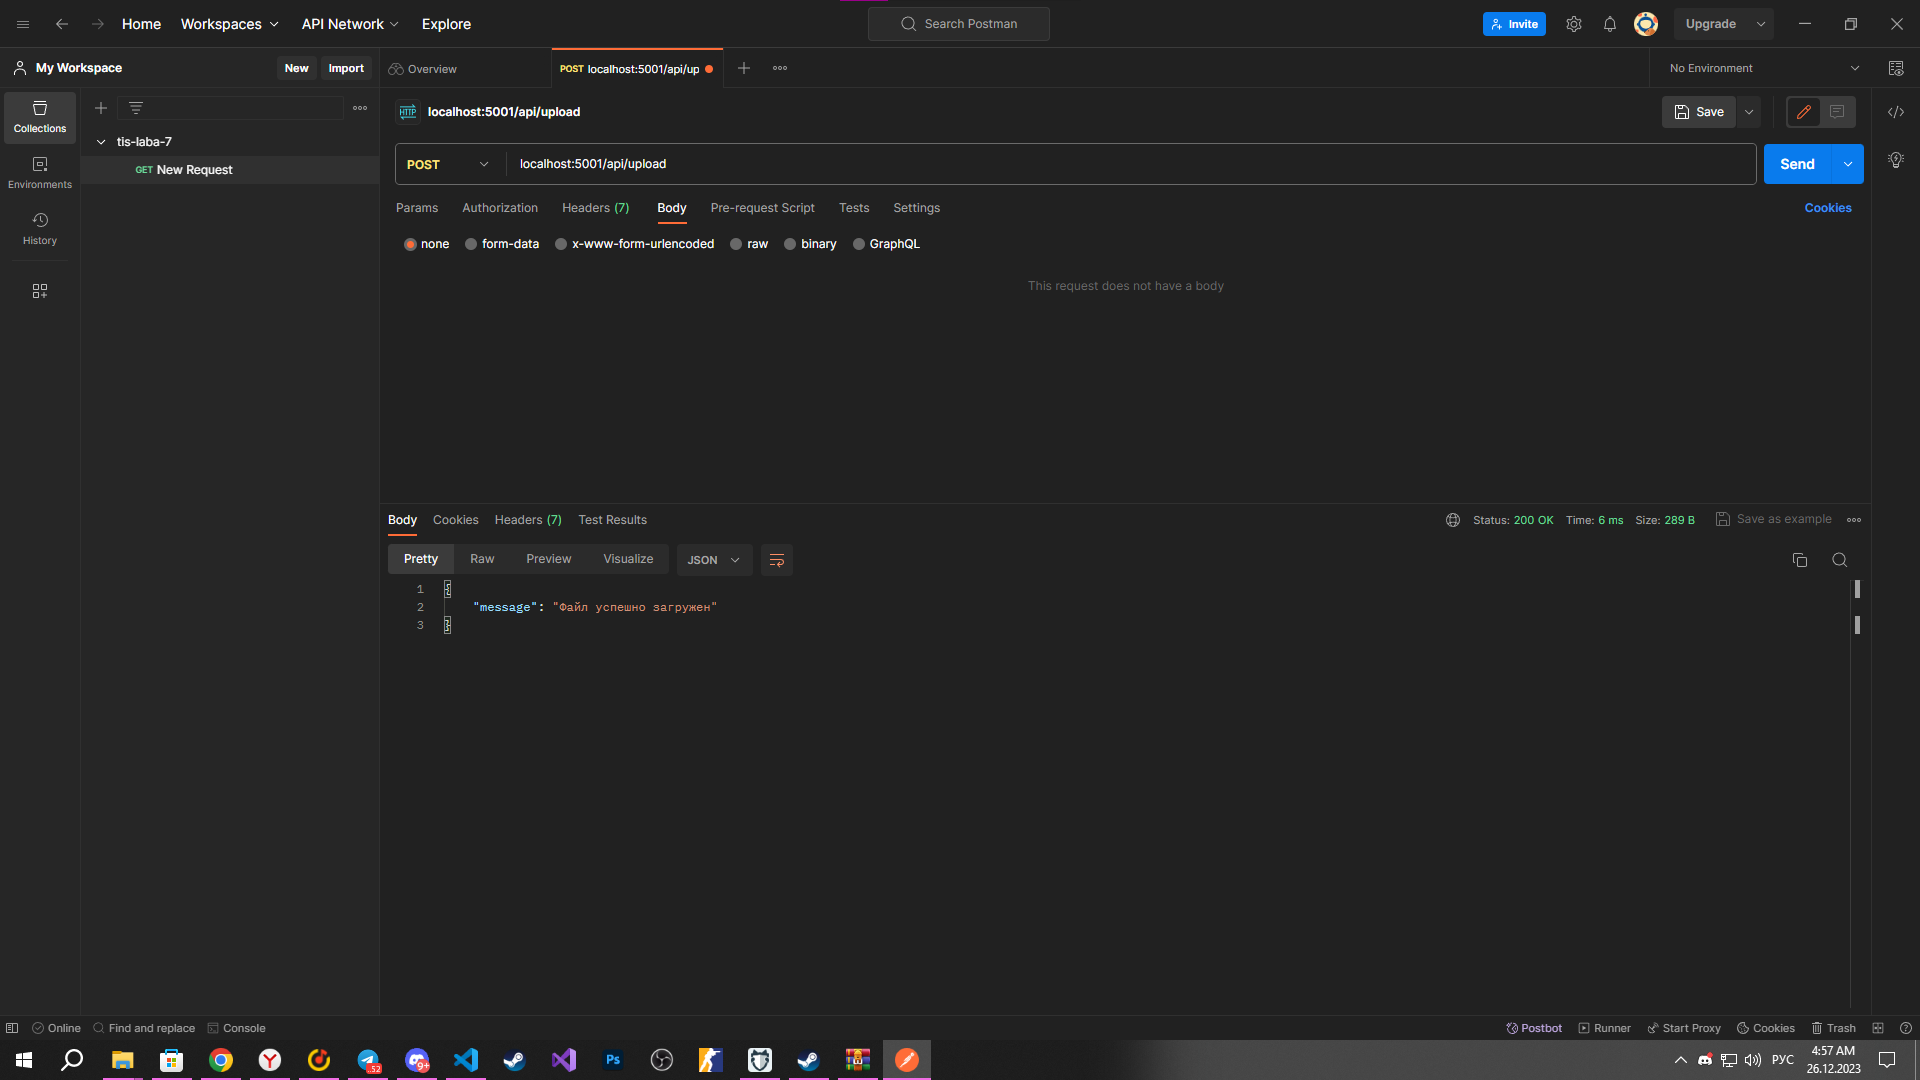 Home Workspaces API Network Explore Search Postman Invite Upgrade
My Workspace New Import Overview POST localhost:5001/api/up No Environment
Collections
Environments
History
tis-laba-7
GET New Request
HTTP localhost:5001/api/upload Save
POST localhost:5001/api/upload Send
Params Authorization Headers (7) Body Pre-request Script Tests Settings Cookies
none form-data x-www-form-urlencoded raw binary GraphQL
This request does not have a body
Body Cookies Headers (7) Test Results Status: 200 OK Time: 6 ms Size: 289 B Save as example
Pretty Raw Preview Visualize JSON
1 {
2 "message": "Файл успешно загружен"
3 }
Online Find and replace Console Postbot Runner Start Proxy Cookies Trash
52 9+ Ps РУС 4:57 AM
26.12.2023